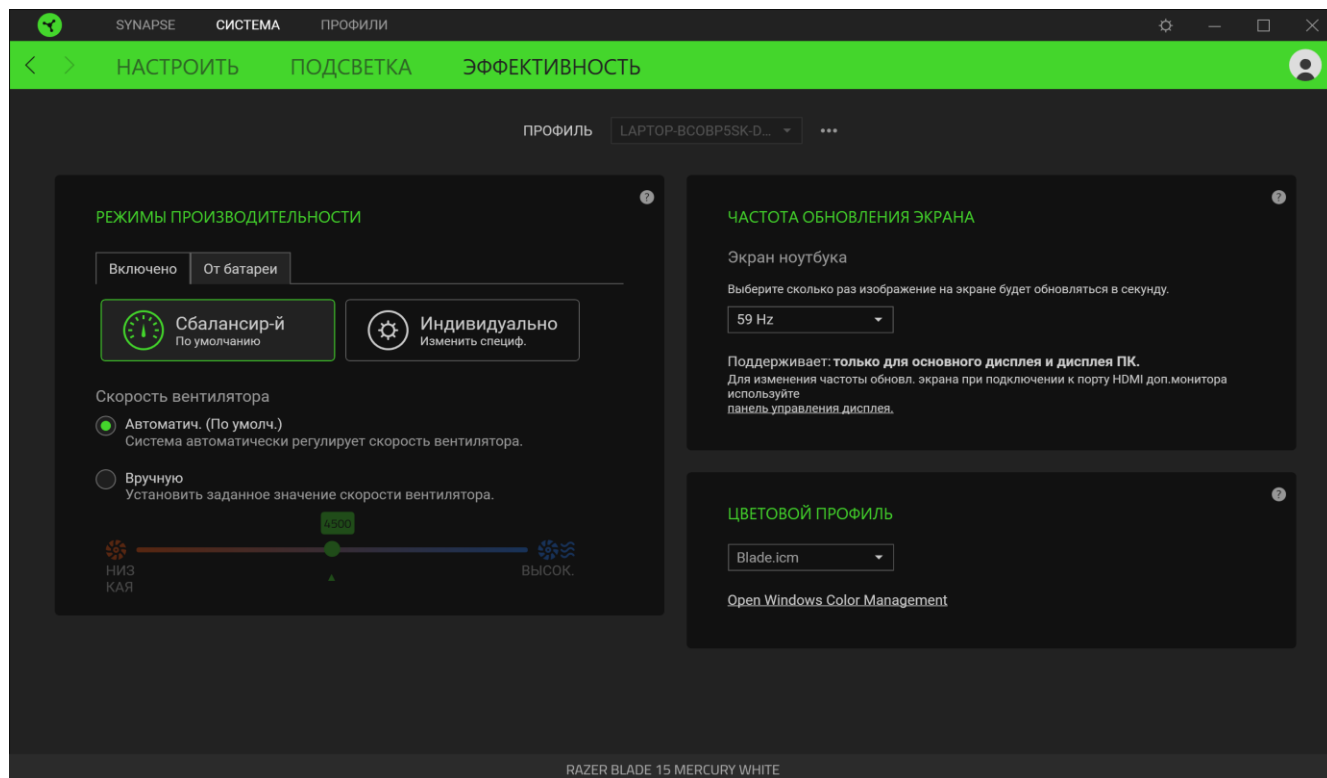 SYNAPSE СИСТЕМА ПРОФИЛИ
НАСТРОИТЬ ПОДСВЕТКА ЭФФЕКТИВНОСТЬ
ПРОФИЛЬ LAPTOP-BCOBP5SK-D... •••
РЕЖИМЫ ПРОИЗВОДИТЕЛЬНОСТИ
Включено От батареи
Сбалансир-й
По умолчанию
Индивидуально
Изменить специф.
Скорость вентилятора
Автоматич. (По умолч.)
Система автоматически регулирует скорость вентилятора.
Вручную
Установить заданное значение скорости вентилятора.
4500
НИЗ
КАЯ
ВЫСОК.
ЧАСТОТА ОБНОВЛЕНИЯ ЭКРАНА
Экран ноутбука
Выберите сколько раз изображение на экране будет обновляться в секунду.
59 Hz
Поддерживает: только для основного дисплея и дисплея ПК.
Для изменения частоты обновл. экрана при подключении к порту HDMI доп.монитора
используйте
панель управления дисплея.
ЦВЕТОВОЙ ПРОФИЛЬ
Blade.icm
Open Windows Color Management
RAZER BLADE 15 MERCURY WHITE